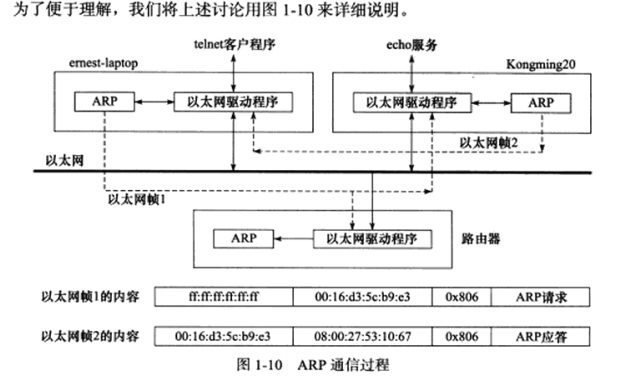 为了便于理解，我们将上述讨论用图 1-10 来详细说明。
telnet客户程序 echo服务
ernest-laptop Kongming20
ARP 以太网驱动程序 以太网驱动程序 ARP
以太网帧2
以太网
以太网帧1
ARP 以太网驱动程序 路由器
以太网帧1的内容 ff:ff:ff:ff:ff:ff 00:16:d3:5c:b9:e3 0x806 ARP请求
以太网帧2的内容 00:16:d3:5c:b9:e3 08:00:27:53:10:67 0x806 ARP应答
图 1-10 ARP 通信过程